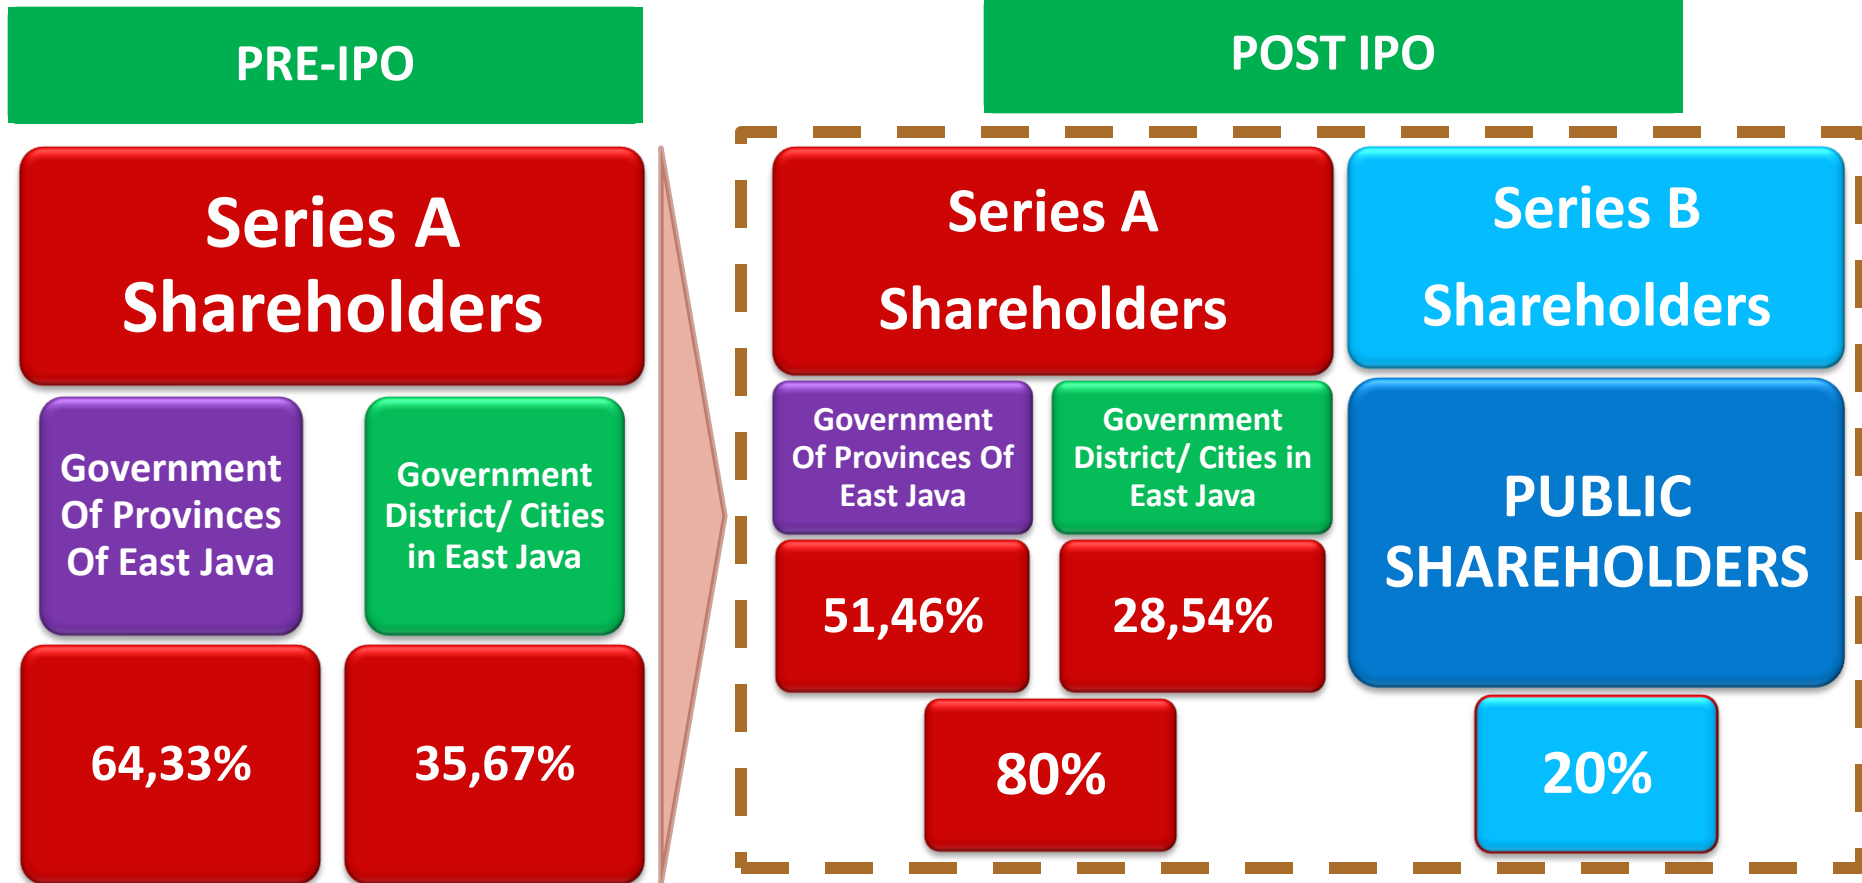 PRE-IPO
Series A
Shareholders
Government
Of Provinces
Of East Java
Government
District/ Cities
in East Java
64,33%
35,67%
POST IPO
Series A
Shareholders
Government
Of Provinces Of
East Java
Government
District/ Cities in
East Java
51,46%
28,54%
80%
Series B
Shareholders
PUBLIC
SHAREHOLDERS
20%